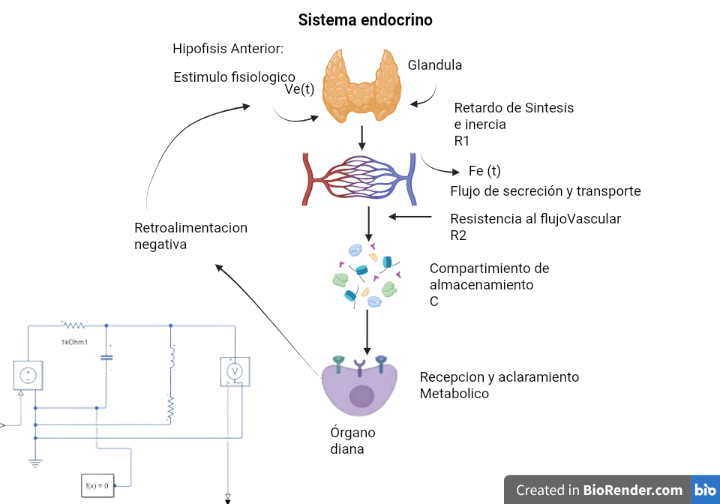 Sistema endocrino
Hipofisis Anterior:
Estimulo fisiologico
Ve(t)
Glandula
Retardo de Sintesis
e inercia
R1
Fe (t)
Flujo de secreción y transporte
Resistencia al flujoVascular
R2
Retroalimentacion
negativa
Compartimiento de
almacenamiento
C
1kOhm1
V
Recepcion y aclaramiento
Metabolico
Órgano
diana
f(x) = 0
Created in BioRender.com bio